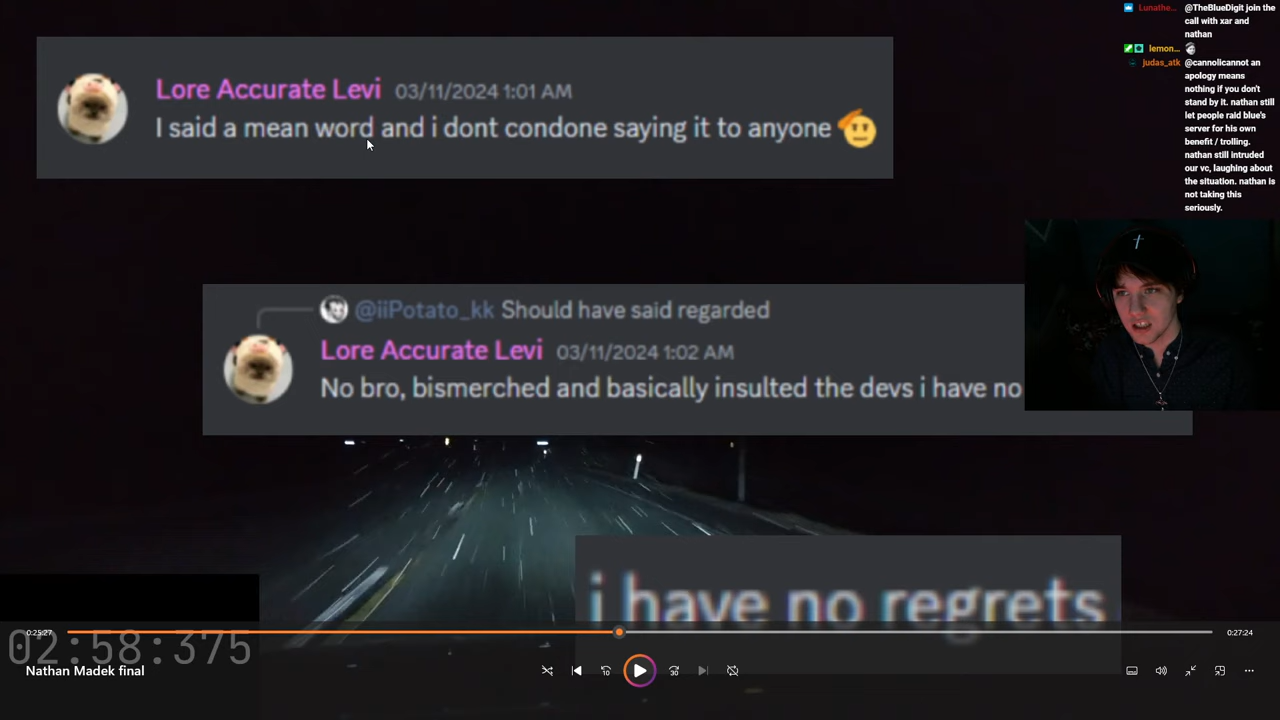 Lore Accurate Levi 03/11/2024 1:01 AM
I said a mean word and i dont condone saying it to anyone
@iiPotato_kk Should have said regarded
Lore Accurate Levi 03/11/2024 1:02 AM
No bro, bismerched and basically insulted the devs i have no
i have no regrets
Lunathe... @TheBlueDigit join the
call with xar and
nathan
lemon...
judas_atk @cannolicannot an
apology means
nothing if you don't
stand by it. nathan still
let people raid blue's
server for his own
benefit / trolling.
nathan still intruded
our vc, laughing about
the situation. nathan is
not taking this
seriously.
0:25:27
0:27:24
02:58:375
Nathan Madek final
10
30